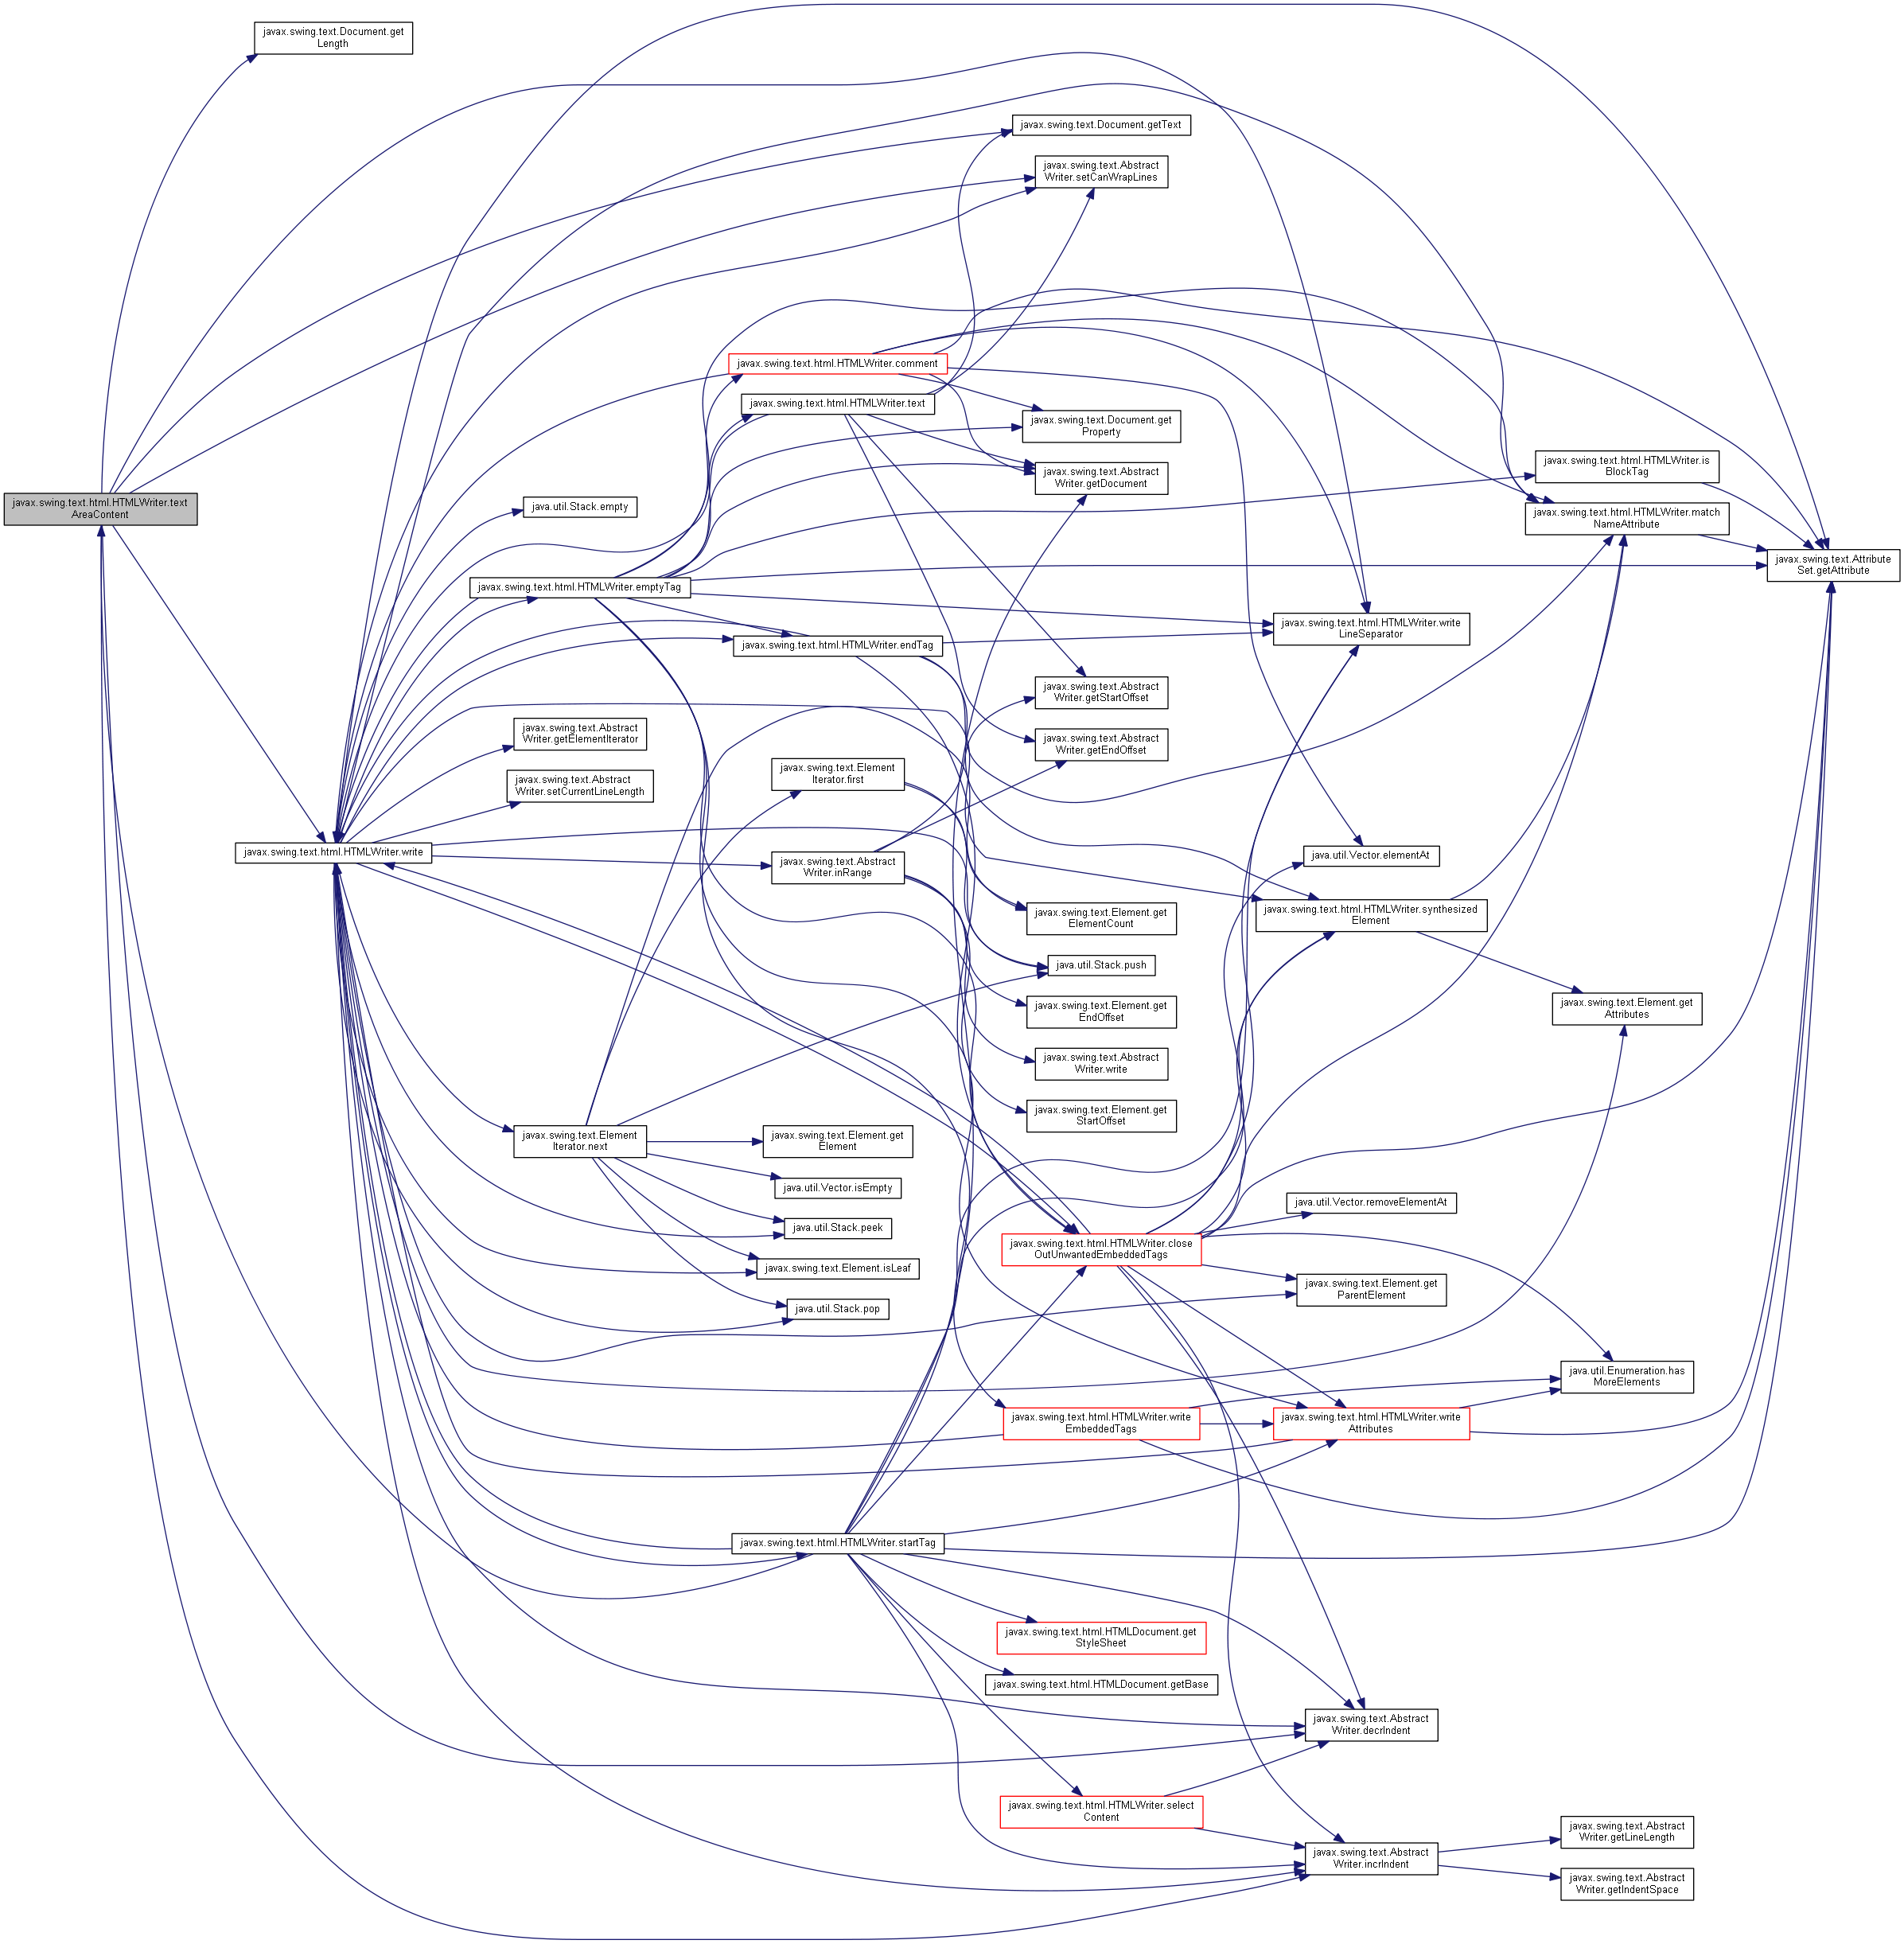 javax.swing.text.Document.get
Length
javax.swing.text.Document.getText
javax.swing.text.Abstract
Writer.setCanWrapLines
javax.swing.text.html.HTMLWriter.comment
javax.swing.text.html.HTMLWriter.text
javax.swing.text.Document.get
Property
javax.swing.text.Abstract
Writer.getDocument
javax.swing.text.html.HTMLWriter.is
BlockTag
javax.swing.text.html.HTMLWriter.text
AreaContent
java.util.Stack.empty
javax.swing.text.html.HTMLWriter.match
NameAttribute
javax.swing.text.Attribute
Set.getAttribute
javax.swing.text.html.HTMLWriter.emptyTag
javax.swing.text.html.HTMLWriter.write
LineSeparator
javax.swing.text.html.HTMLWriter.endTag
javax.swing.text.Abstract
Writer.getStartOffset
javax.swing.text.Abstract
Writer.getElementIterator
javax.swing.text.Abstract
Writer.getEndOffset
javax.swing.text.Element
Iterator.first
javax.swing.text.Abstract
Writer.setCurrentLineLength
javax.swing.text.html.HTMLWriter.write
javax.swing.text.Abstract
Writer.inRange
java.util.Vector.elementAt
javax.swing.text.Element.get
ElementCount
javax.swing.text.html.HTMLWriter.synthesized
Element
java.util.Stack.push
javax.swing.text.Element.get
EndOffset
javax.swing.text.Element.get
Attributes
javax.swing.text.Abstract
Writer.write
javax.swing.text.Element.get
StartOffset
javax.swing.text.Element
Iterator.next
javax.swing.text.Element.get
Element
java.util.Vector.isEmpty
java.util.Vector.removeElementAt
java.util.Stack.peek
javax.swing.text.html.HTMLWriter.close
OutUnwantedEmbeddedTags
javax.swing.text.Element.isLeaf
javax.swing.text.Element.get
ParentElement
java.util.Stack.pop
java.util.Enumeration.has
MoreElements
javax.swing.text.html.HTMLWriter.write
EmbeddedTags
javax.swing.text.html.HTMLWriter.write
Attributes
javax.swing.text.html.HTMLWriter.startTag
javax.swing.text.html.HTMLDocument.get
StyleSheet
javax.swing.text.html.HTMLDocument.getBase
javax.swing.text.Abstract
Writer.decrIndent
javax.swing.text.html.HTMLWriter.select
Content
javax.swing.text.Abstract
Writer.getLineLength
javax.swing.text.Abstract
Writer.incrIndent
javax.swing.text.Abstract
Writer.getIndentSpace